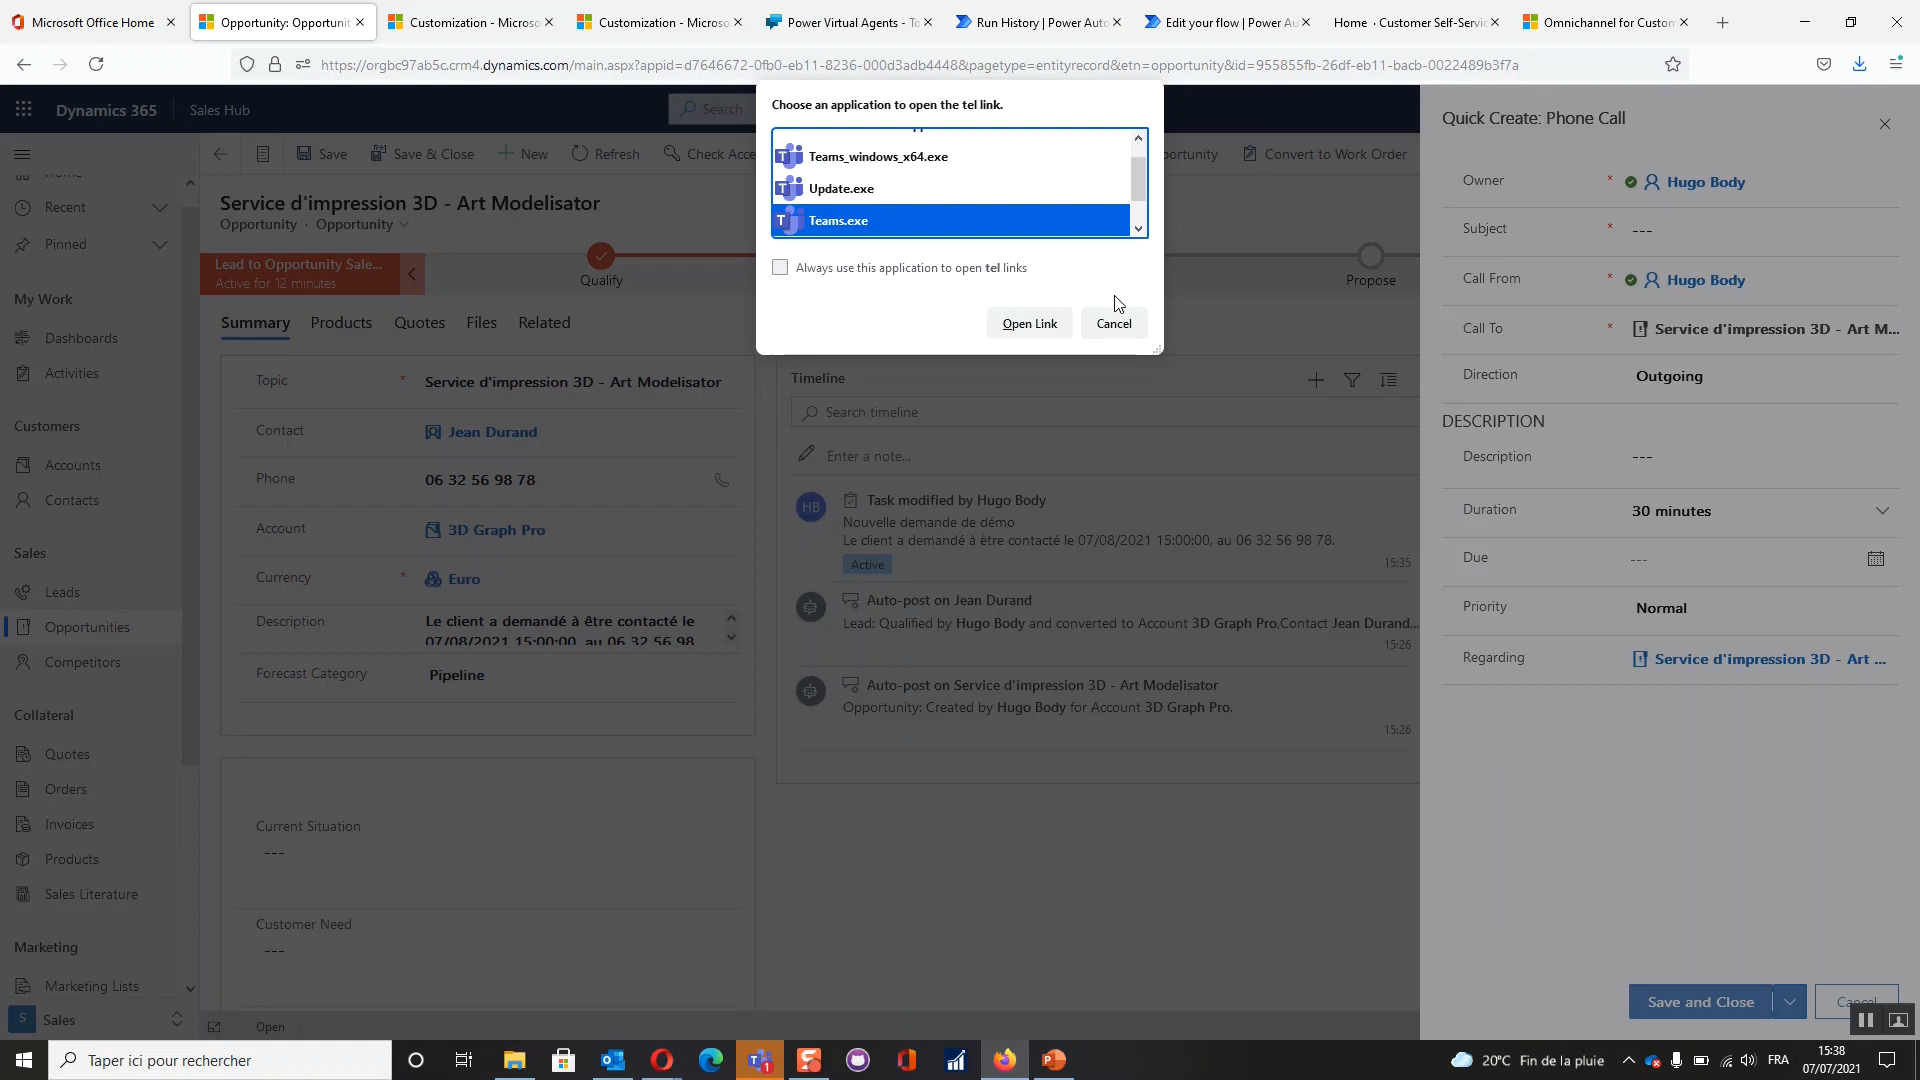 Microsoft Office Home
Opportunity: Opportunit
Customization - Microso
Customization - Microso
Power Virtual Agents - To
Run History | Power Auto
Edit your flow | Power Au
Home · Customer Self-Servic
Omnichannel for Custom
https://orgbc97ab5c.crm4.dynamics.com/main.aspx?appid=d7646672-0fb0-eb11-8236-000d3adb4448&pagetype=entityrecord&etn=opportunity&id=955855fb-26df-eb11-bacb-0022489b3f7a
Dynamics 365
Sales Hub
Search
Save
Save & Close
New
Refresh
Check Acce
ortunity
Convert to Work Order
Choose an application to open the tel link.
Teams_windows_x64.exe
Update.exe
Teams.exe
Always use this application to open tel links
Open Link
Cancel
Home
Recent
Pinned
My Work
Dashboards
Activities
Customers
Accounts
Contacts
Sales
Leads
Opportunities
Competitors
Collateral
Quotes
Orders
Invoices
Products
Sales Literature
Marketing
Marketing Lists
S
Sales
Service d'impression 3D - Art Modelisator
Opportunity · Opportunity
Lead to Opportunity Sale...
Active for 12 minutes
Qualify
Propose
Summary
Products
Quotes
Files
Related
Topic
*
Service d'impression 3D - Art Modelisator
Contact
Jean Durand
Phone
06 32 56 98 78
Account
3D Graph Pro
Currency
*
Euro
Description
Le client a demandé à être contacté le
07/08/2021 15:00:00, au 06 32 56 98
Forecast Category
Pipeline
Current Situation
---
Customer Need
---
Open
Timeline
Search timeline
Enter a note...
HB
Task modified by Hugo Body
Nouvelle demande de démo
Le client a demandé à être contacté le 07/08/2021 15:00:00, au 06 32 56 98 78.
Active
15:35
Auto-post on Jean Durand
Lead: Qualified by Hugo Body and converted to Account 3D Graph Pro,Contact Jean Durand...
15:26
Auto-post on Service d'impression 3D - Art Modelisator
Opportunity: Created by Hugo Body for Account 3D Graph Pro.
15:26
Quick Create: Phone Call
Owner
*
Hugo Body
Subject
*
---
Call From
*
Hugo Body
Call To
*
Service d'impression 3D - Art M...
Direction
Outgoing
DESCRIPTION
Description
---
Duration
30 minutes
Due
---
Priority
Normal
Regarding
Service d'impression 3D - Art ...
Save and Close
Cancel
Taper ici pour rechercher
1
20°C Fin de la pluie
FRA
15:38
07/07/2021